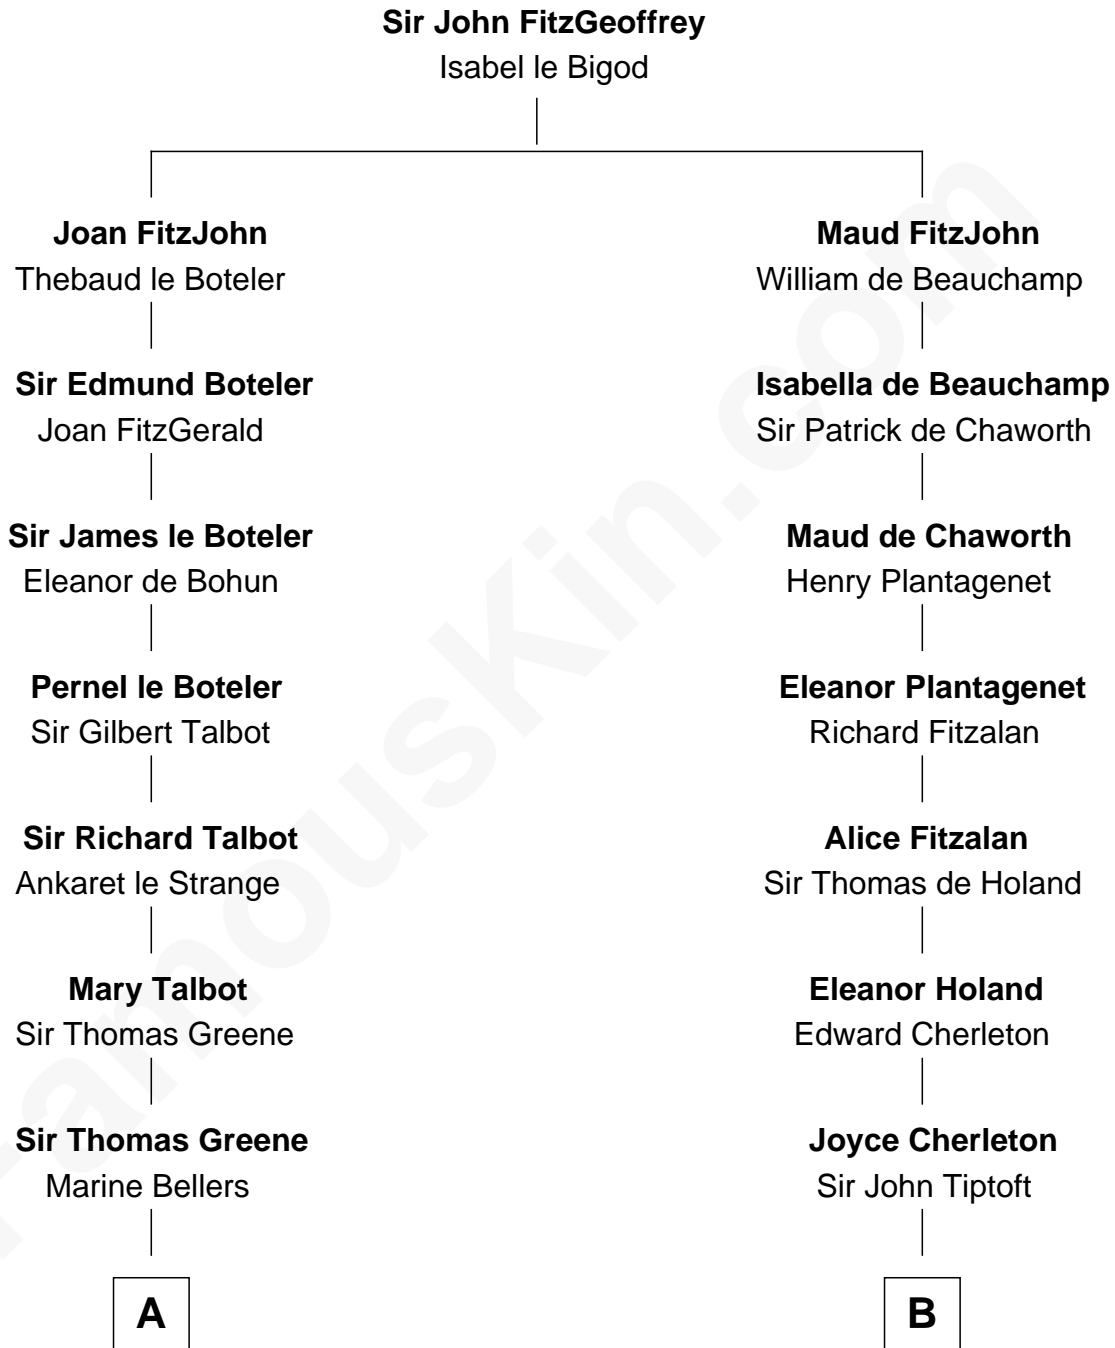 Sir John FitzGeoffrey
Isabel le Bigod
Joan FitzJohn
Thebaud le Boteler
Maud FitzJohn
William de Beauchamp
Sir Edmund Boteler
Joan FitzGerald
Isabella de Beauchamp
Sir Patrick de Chaworth
Sir James le Boteler
Eleanor de Bohun
Maud de Chaworth
Henry Plantagenet
Pernel le Boteler
Sir Gilbert Talbot
Eleanor Plantagenet
Richard Fitzalan
Sir Richard Talbot
Ankaret le Strange
Alice Fitzalan
Sir Thomas de Holand
Mary Talbot
Sir Thomas Greene
Eleanor Holand
Edward Cherleton
Sir Thomas Greene
Marine Bellers
Joyce Cherleton
Sir John Tiptoft
A
B
FamousKin.com